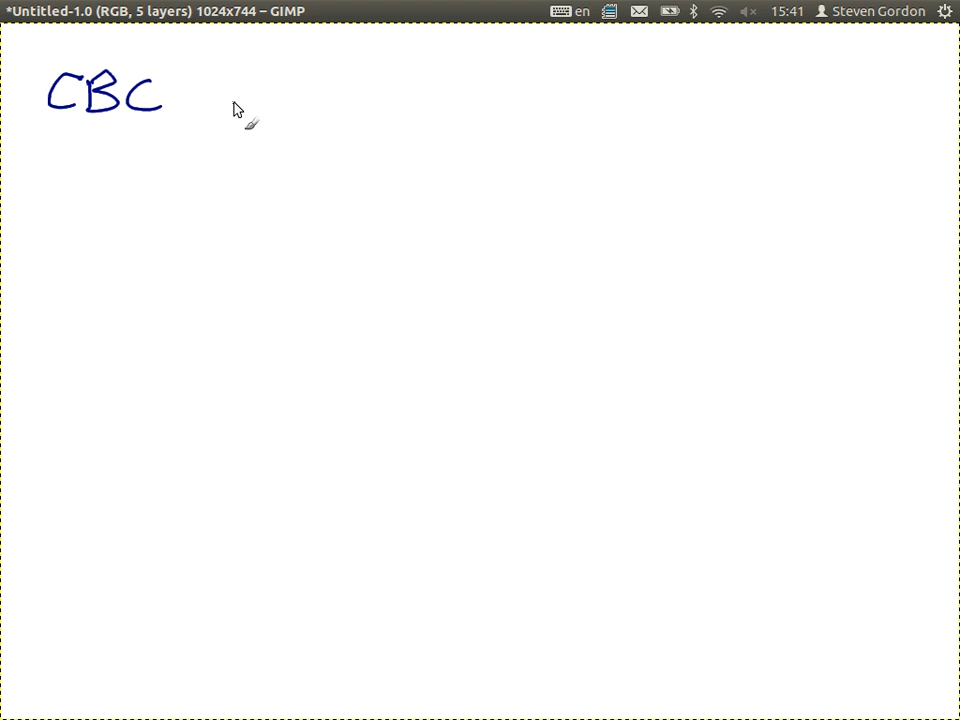 *Untitled-1.0 (RGB, 5 layers) 1024x744 – GIMP en 15:41 Steven Gordon
CBC